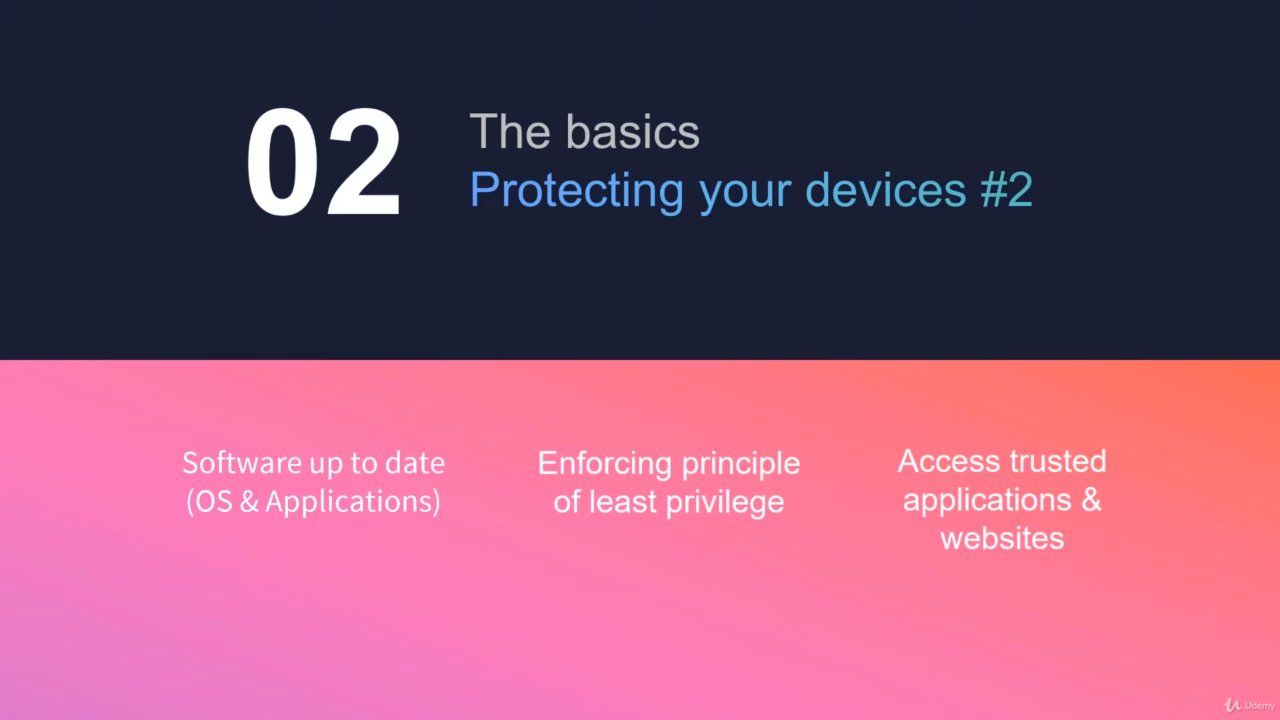 02
The basics
Protecting your devices #2
Software up to date
(OS & Applications)
Enforcing principle
of least privilege
Access trusted
applications &
websites
Udemy